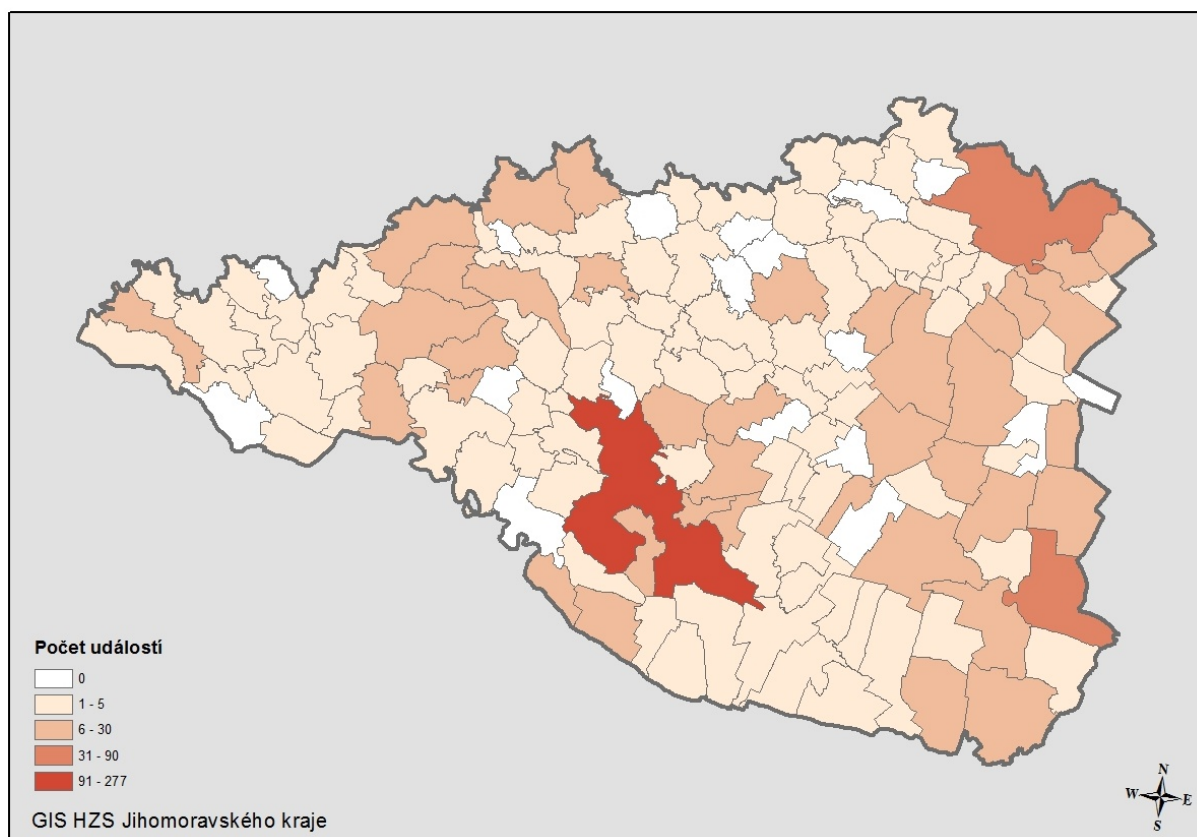 Počet událostí
0
1 - 5
6 - 30
31 - 90
91 - 277
GIS HZS Jihomoravského kraje
N
W E
S